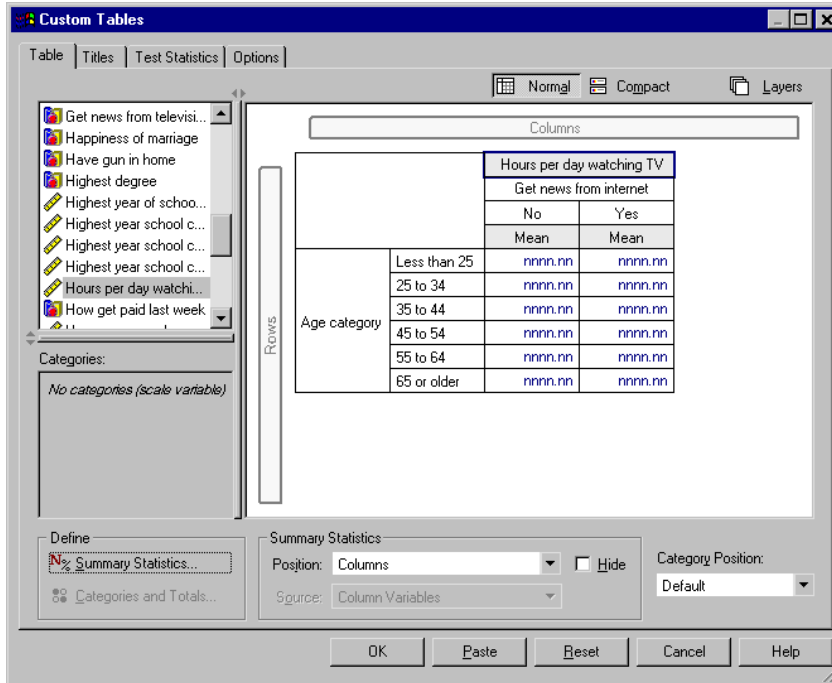 Custom Tables
Table Titles Test Statistics Options
Normal Compact Layers
Get news from televisi...
Happiness of marriage
Have gun in home
Highest degree
Highest year of schoo...
Highest year school c...
Highest year school c...
Highest year school c...
Hours per day watchi...
How get paid last week
Categories:
No categories (scale variable)
Columns
Rows
Hours per day watching TV
Get news from internet
No Yes
Mean Mean
Age category
Less than 25 nnnn.nn nnnn.nn
25 to 34 nnnn.nn nnnn.nn
35 to 44 nnnn.nn nnnn.nn
45 to 54 nnnn.nn nnnn.nn
55 to 64 nnnn.nn nnnn.nn
65 or older nnnn.nn nnnn.nn
Define
N% Summary Statistics...
Categories and Totals...
Summary Statistics
Position: Columns Hide
Source: Column Variables
Category Position:
Default
OK Paste Reset Cancel Help